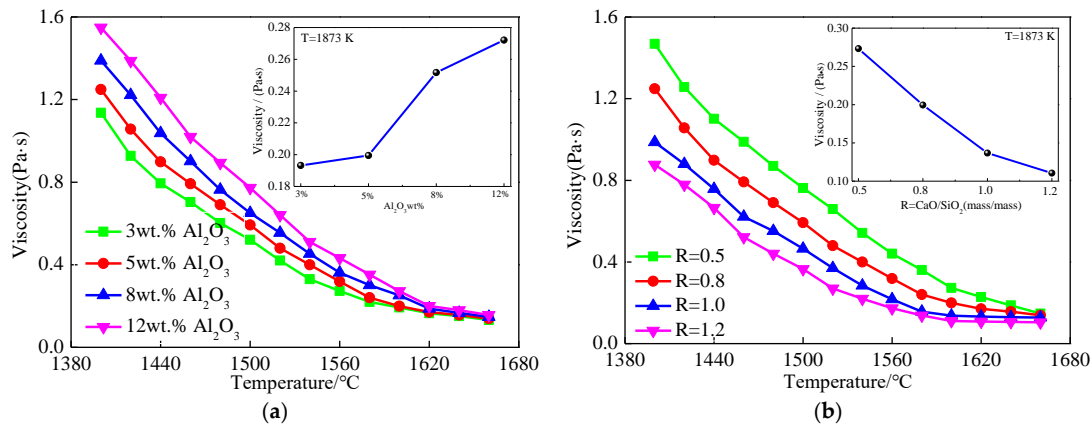 1.6
1.2
0.8
0.4
0.0
Viscosity(Pa·s)
1380 1440 1500 1560 1620 1680
Temperature/°C
3wt.% Al₂O₃
5wt.% Al₂O₃
8wt.% Al₂O₃
12wt.% Al₂O₃
T=1873 K
0.28
0.26
0.24
0.22
0.20
0.18
Viscosity / (Pa•s)
3% 5% 8% 12%
Al₂O₃wt%
(a)
1.6
1.2
0.8
0.4
0.0
Viscosity(Pa·s)
1380 1440 1500 1560 1620 1680
Temperature/°C
R=0.5
R=0.8
R=1.0
R=1.2
T=1873 K
0.30
0.25
0.20
0.15
0.10
Viscosity / (Pa•s)
0.5 0.8 1.0 1.2
R=CaO/SiO₂(mass/mass)
(b)